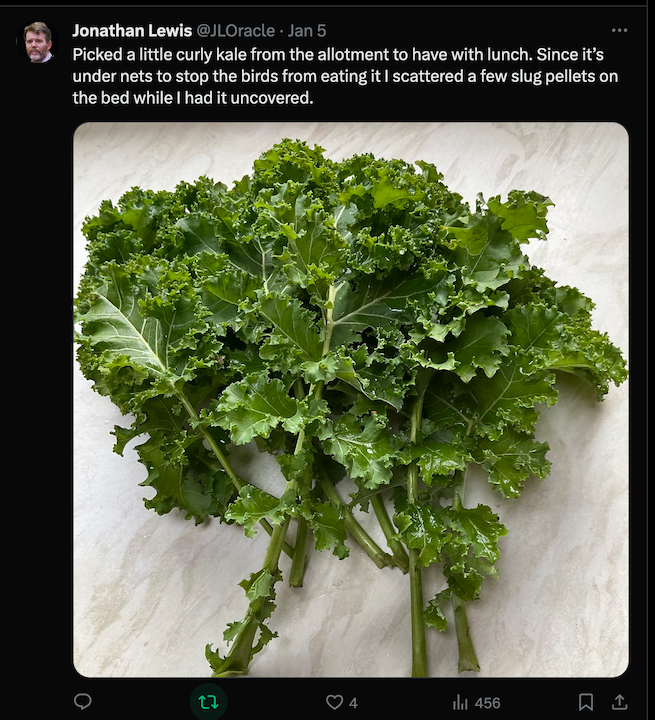 Jonathan Lewis @JLOracle · Jan 5
Picked a little curly kale from the allotment to have with lunch. Since it’s
under nets to stop the birds from eating it I scattered a few slug pellets on
the bed while I had it uncovered.
4 456